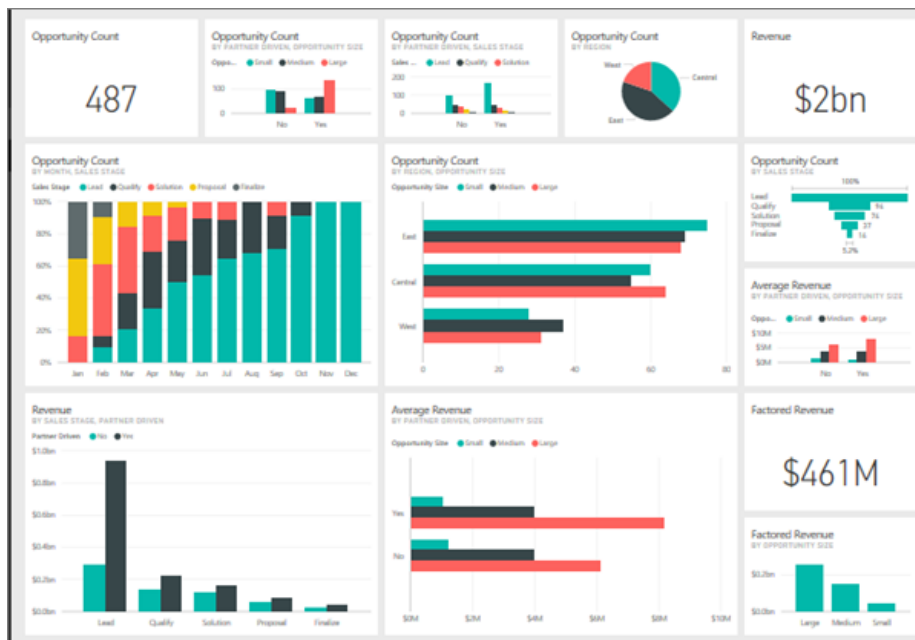 Opportunity Count
487
Opportunity Count
BY PARTNER DRIVEN, OPPORTUNITY SIZE
Oppo... Small Medium Large
100
0
No Yes
Opportunity Count
BY PARTNER DRIVEN, SALES STAGE
Sales ... Lead Qualify Solution
200
100
0
No Yes
Opportunity Count
BY REGION
West
Central
East
Revenue
$2bn
Opportunity Count
BY MONTH, SALES STAGE
Sales Stage Lead Qualify Solution Proposal Finalize
100%
80%
60%
40%
20%
0%
Jan Feb Mar Apr May Jun Jul Aug Sep Oct Nov Dec
Opportunity Count
BY REGION, OPPORTUNITY SIZE
Opportunity Size Small Medium Large
East
Central
West
0 20 40 60 80
Opportunity Count
BY SALES STAGE
100%
Lead
Qualify 94
Solution 74
Proposal 37
Finalize 14
5.2%
Average Revenue
BY PARTNER DRIVEN, OPPORTUNITY SIZE
Oppo... Small Medium Large
$10M
$5M
$0M
No Yes
Revenue
BY SALES STAGE, PARTNER DRIVEN
Partner Driven No Yes
$1.0bn
$0.8bn
$0.6bn
$0.4bn
$0.2bn
$0.0bn
Lead Qualify Solution Proposal Finalize
Average Revenue
BY PARTNER DRIVEN, OPPORTUNITY SIZE
Opportunity Size Small Medium Large
Yes
No
$0M $2M $4M $6M $8M $10M
Factored Revenue
$461M
Factored Revenue
BY OPPORTUNITY SIZE
$0.2bn
$0.0bn
Large Medium Small